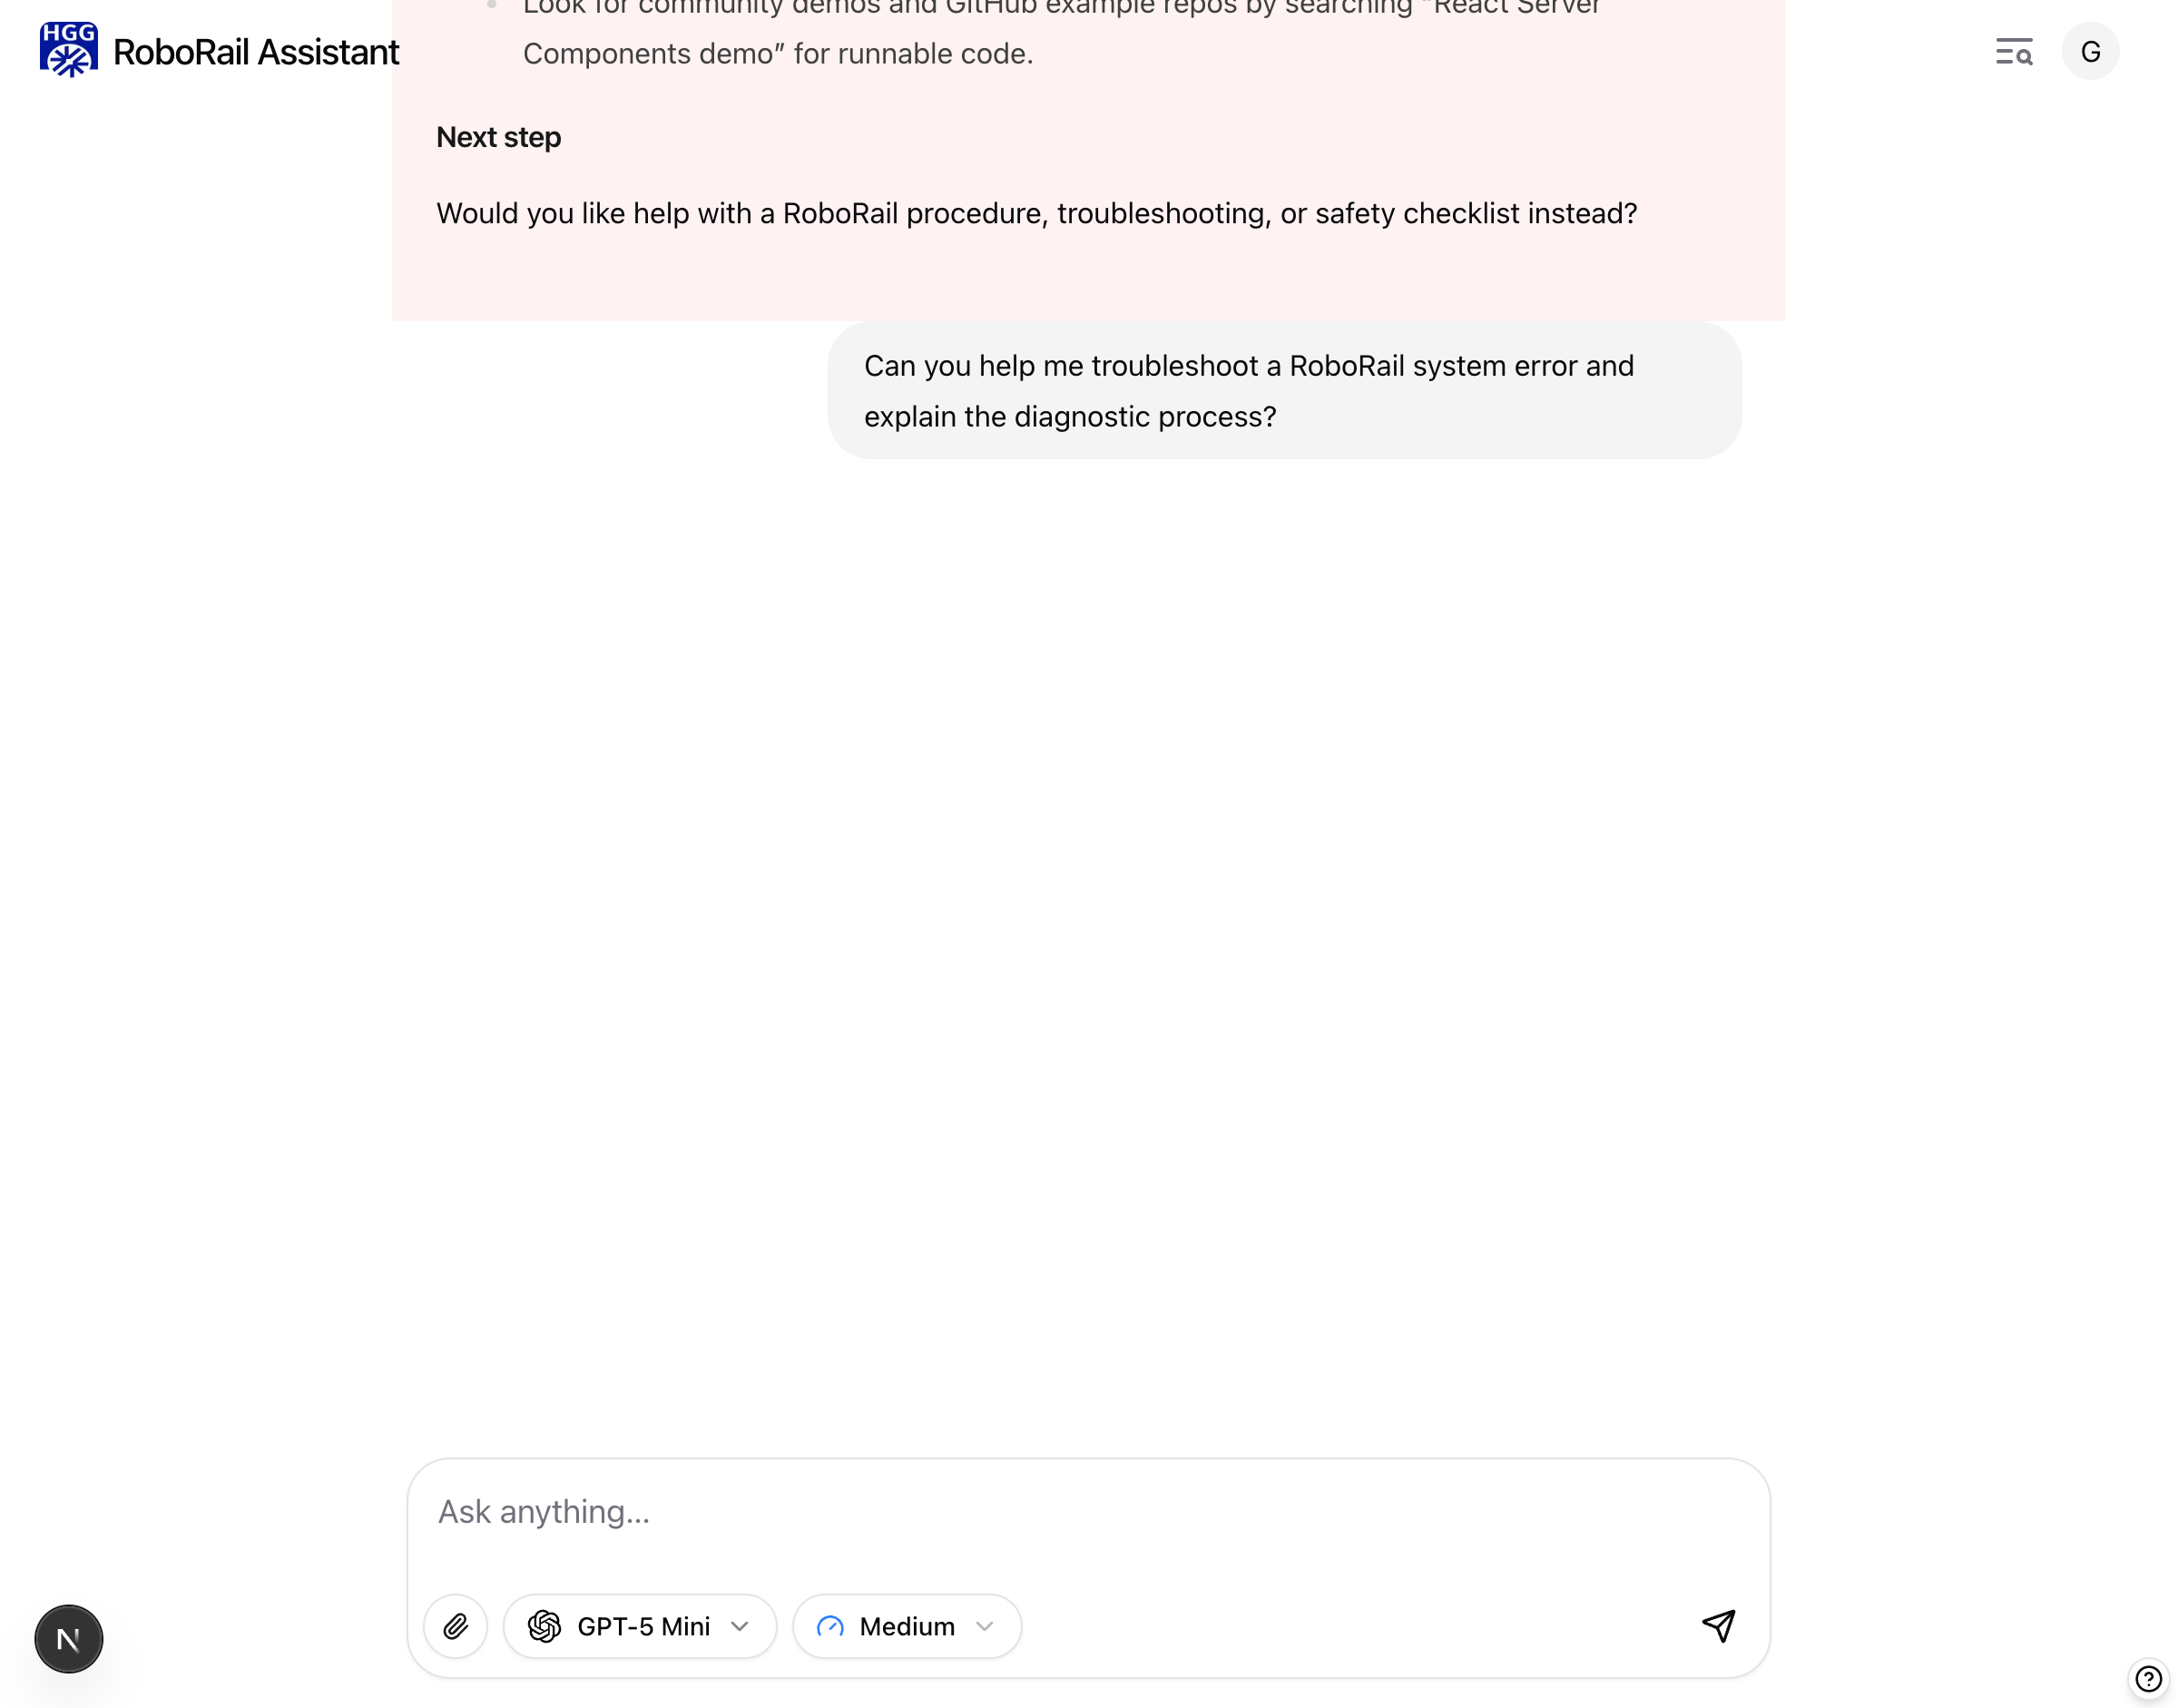 Look for community demos and GitHub example repos by searching “React Server
HGG
RoboRail Assistant
Components demo” for runnable code.
G
Next step
Would you like help with a RoboRail procedure, troubleshooting, or safety checklist instead?
Can you help me troubleshoot a RoboRail system error and
explain the diagnostic process?
Ask anything...
GPT-5 Mini
Medium
N
?